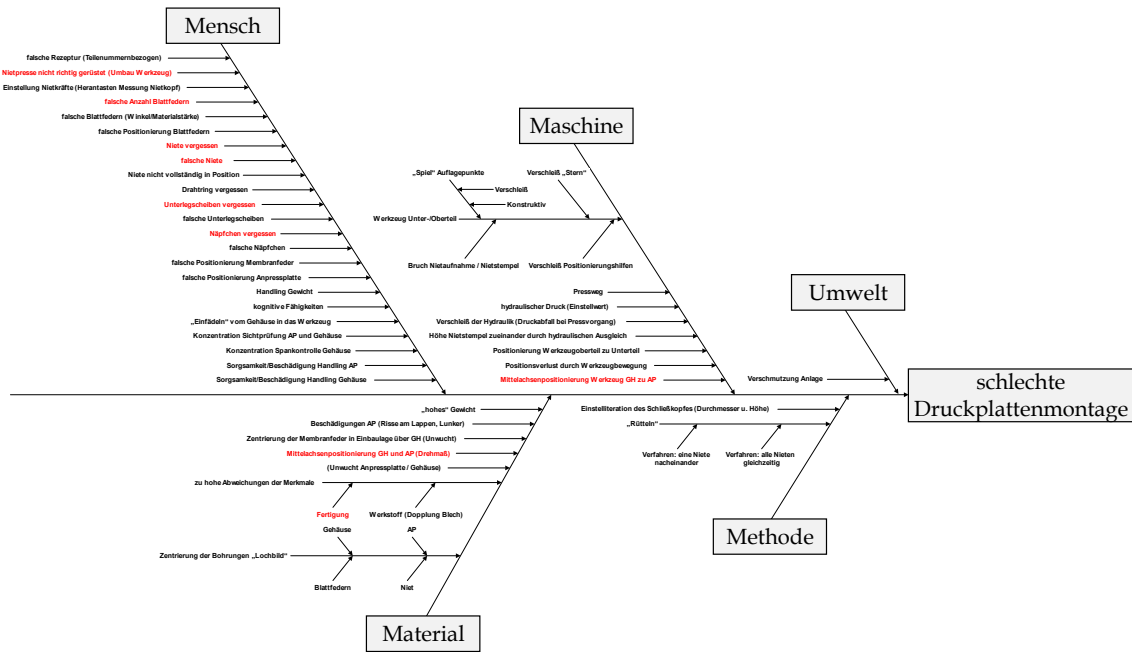 Mensch
falsche Rezeptur (Teilenummernbezogen)
Nietpresse nicht richtig gerüstet (Umbau Werkzeug)
Einstellung Nietkräfte (Herantasten Messung Nietkopf)
falsche Anzahl Blattfedern
falsche Blattfedern (Winkel/Materialstärke)
falsche Positionierung Blattfedern
Niete vergessen
falsche Niete
Niete nicht vollständig in Position
Drahtring vergessen
Unterlegscheiben vergessen
falsche Unterlegscheiben
Näpfchen vergessen
falsche Näpfchen
falsche Positionierung Membranfeder
falsche Positionierung Anpressplatte
Handling Gewicht
kognitive Fähigkeiten
„Einfädeln“ vom Gehäuse in das Werkzeug
Konzentration Sichtprüfung AP und Gehäuse
Konzentration Spankontrolle Gehäuse
Sorgsamkeit/Beschädigung Handling AP
Sorgsamkeit/Beschädigung Handling Gehäuse
Maschine
„Spiel“ Auflagepunkte
Verschleiß „Stern“
Verschleiß
Konstruktiv
Werkzeug Unter-/Oberteil
Bruch Nietaufnahme / Nietstempel
Verschleiß Positionierungshilfen
Pressweg
hydraulischer Druck (Einstellwert)
Verschleiß der Hydraulik (Druckabfall bei Pressvorgang)
Höhe Nietstempel zueinander durch hydraulischen Ausgleich
Positionierung Werkzeugoberteil zu Unterteil
Positionsverlust durch Werkzeugbewegung
Mittelachsenpositionierung Werkzeug GH zu AP
Umwelt
Verschmutzung Anlage
schlechte
Druckplattenmontage
„hohes“ Gewicht
Beschädigungen AP (Risse am Lappen, Lunker)
Zentrierung der Membranfeder in Einbaulage über GH (Unwucht)
Mittelachsenpositionierung GH und AP (Drehmaß)
(Unwucht Anpressplatte / Gehäuse)
zu hohe Abweichungen der Merkmale
Fertigung
Werkstoff (Dopplung Blech)
Gehäuse
AP
Zentrierung der Bohrungen „Lochbild“
Blattfedern
Niet
Material
Einstelliteration des Schließkopfes (Durchmesser u. Höhe)
„Rütteln“
Verfahren: eine Niete
nacheinander
Verfahren: alle Nieten
gleichzeitig
Methode